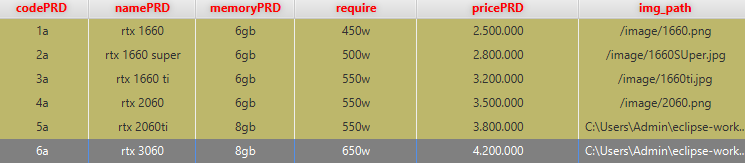 codePRD namePRD memoryPRD require pricePRD img_path
1a rtx 1660 6gb 450w 2.500.000 /image/1660.png
2a rtx 1660 super 6gb 500w 2.800.000 /image/1660SUper.jpg
3a rtx 1660 ti 6gb 550w 3.200.000 /image/1660ti.jpg
4a rtx 2060 6gb 550w 3.500.000 /image/2060.png
5a rtx 2060ti 8gb 550w 3.800.000 C:\Users\Admin\eclipse-work...
6a rtx 3060 8gb 650w 4.200.000 C:\Users\Admin\eclipse-work...